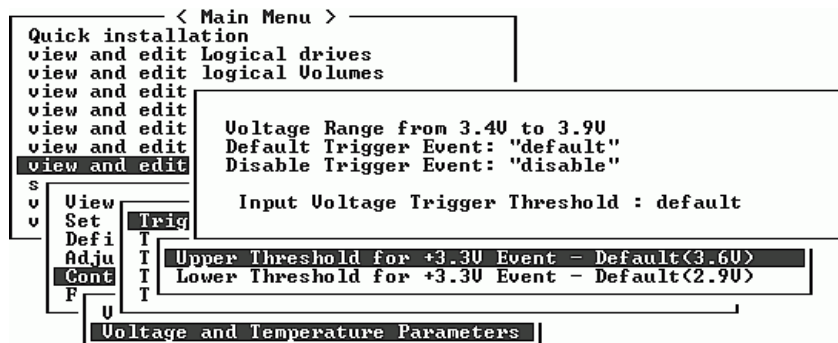 < Main Menu >
Quick installation
view and edit Logical drives
view and edit logical Volumes
view and edit
view and edit
view and edit
view and edit
view and edit
s
v
v
Voltage Range from 3.4V to 3.9V
Default Trigger Event: "default"
Disable Trigger Event: "disable"
Input Voltage Trigger Threshold : default
View
Set
Defi
Adju
Cont
F
Trig
T
T
T
T
Upper Threshold for +3.3V Event - Default(3.6V)
Lower Threshold for +3.3V Event - Default(2.9V)
V
Voltage and Temperature Parameters